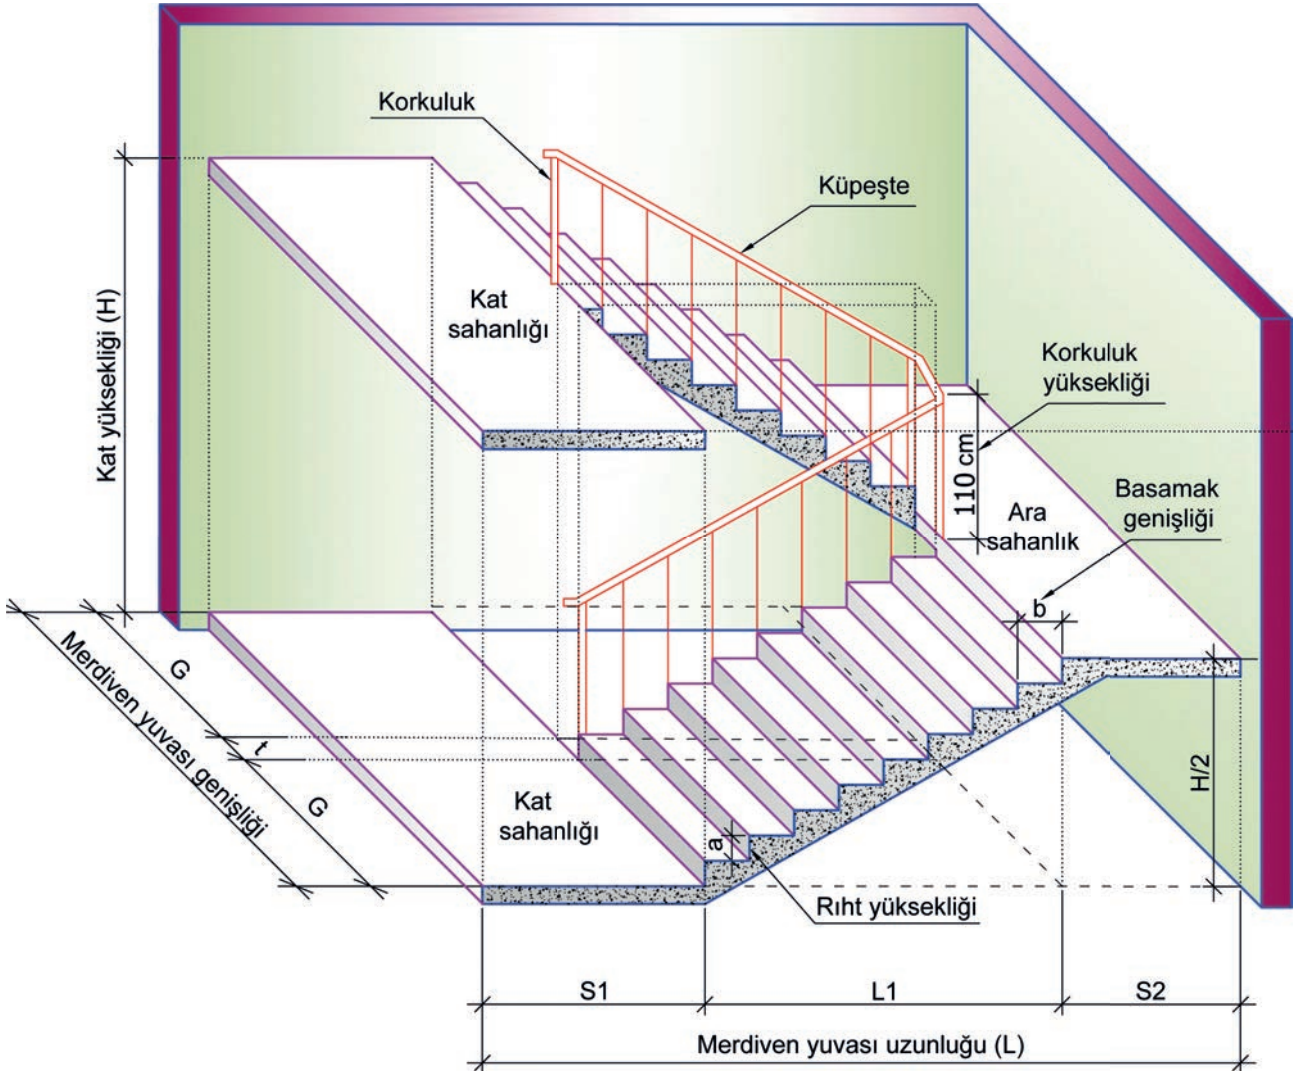 Korkuluk
Küpeşte
Kat yüksekliği (H)
Kat
sahanlığı
Korkuluk
yüksekliği
110 cm
Basamak
genişliği
Ara
sahanlık
b
G
t
G
Merdiven yuvası genişliği
Kat
sahanlığı
a
H/2
Rıht yüksekliği
S1
L1
S2
Merdiven yuvası uzunluğu (L)